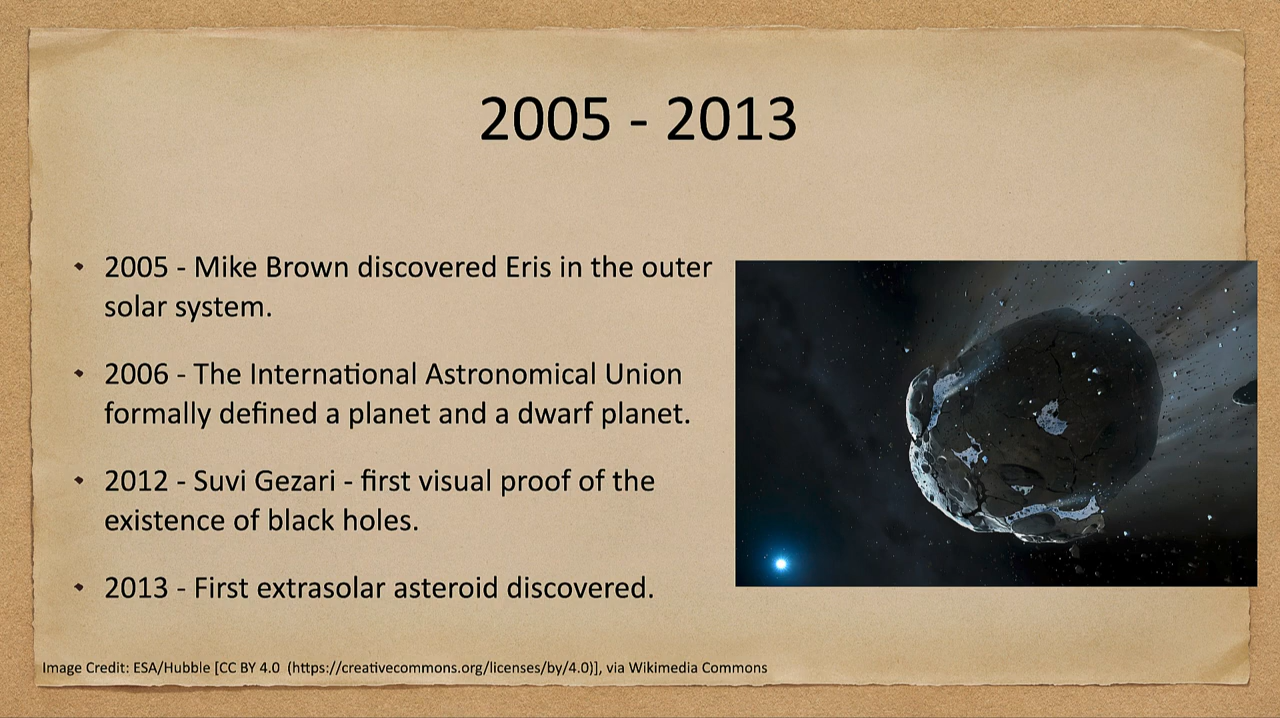 2005 - 2013
• 2005 - Mike Brown discovered Eris in the outer
solar system.
• 2006 - The International Astronomical Union
formally defined a planet and a dwarf planet.
• 2012 - Suvi Gezari - first visual proof of the
existence of black holes.
• 2013 - First extrasolar asteroid discovered.
Image Credit: ESA/Hubble [CC BY 4.0 (https://creativecommons.org/licenses/by/4.0)], via Wikimedia Commons